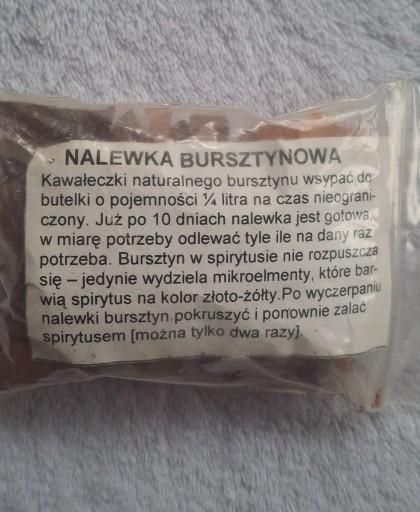 NALEWKA BURSZTYNOWA
Kawałeczki naturalnego bursztynu wsypać do
butelki o pojemności ¼ litra na czas nieograni-
czony. Już po 10 dniach nalewka jest gotowa,
w miarę potrzeby odlewać tyle ile na dany raz
potrzeba. Bursztyn w spirytusie nie rozpuszcza
się – jedynie wydziela mikroelmenty, które bar-
wią spirytus na kolor złoto-żółty.Po wyczerpaniu
nalewki bursztyn pokruszyć i ponownie zalać
spirytusem [można tylko dwa razy].